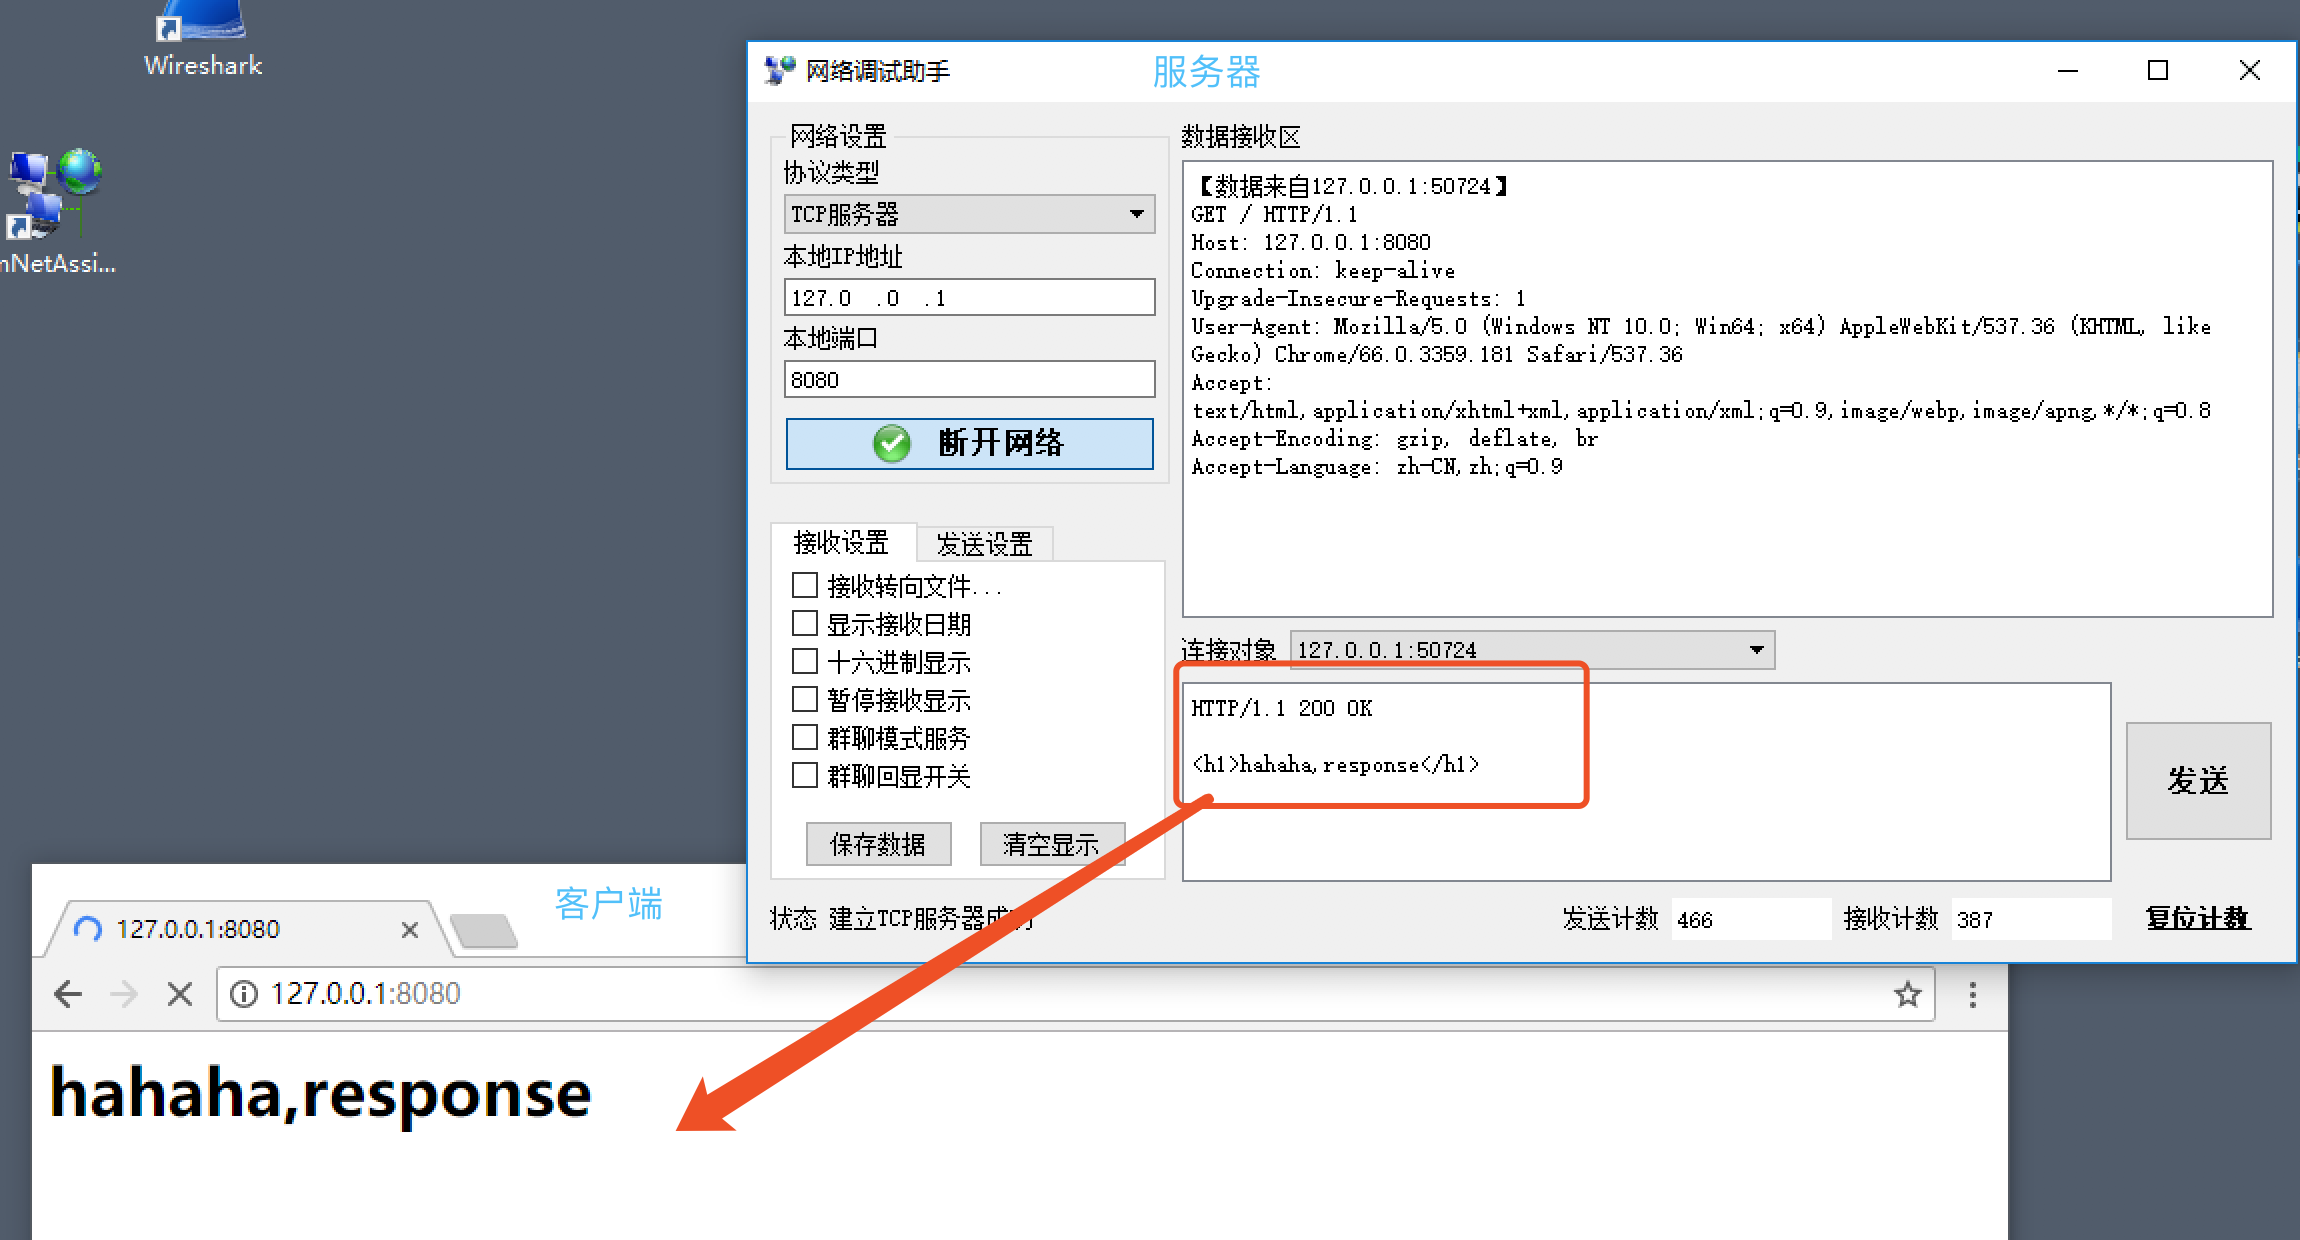 Wireshark
nNetAssi...
网络调试助手
服务器
网络设置
协议类型
TCP服务器
本地IP地址
127.0 .0 .1
本地端口
8080
断开网络
接收设置
发送设置
接收转向文件...
显示接收日期
十六进制显示
暂停接收显示
群聊模式服务
群聊回显开关
保存数据
清空显示
数据接收区
【数据来自127.0.0.1:50724】
GET / HTTP/1.1
Host: 127.0.0.1:8080
Connection: keep-alive
Upgrade-Insecure-Requests: 1
User-Agent: Mozilla/5.0 (Windows NT 10.0; Win64; x64) AppleWebKit/537.36 (KHTML, like
Gecko) Chrome/66.0.3359.181 Safari/537.36
Accept:
text/html,application/xhtml+xml,application/xml;q=0.9,image/webp,image/apng,*/*;q=0.8
Accept-Encoding: gzip, deflate, br
Accept-Language: zh-CN,zh;q=0.9
连接对象 127.0.0.1:50724
HTTP/1.1 200 OK
<h1>hahaha,response</h1>
发送
状态 建立TCP服务器成功
发送计数 466 接收计数 387 复位计数
客户端
127.0.0.1:8080
127.0.0.1:8080
hahaha,response